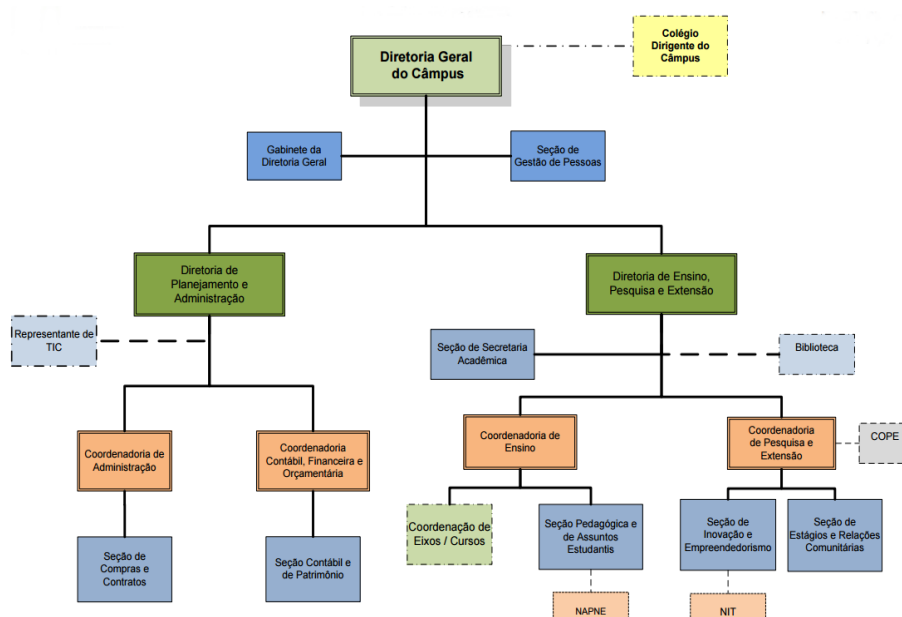 Diretoria Geral
do Câmpus
Colégio
Dirigente do
Câmpus
Gabinete da
Diretoria Geral
Seção de
Gestão de Pessoas
Diretoria de
Planejamento e
Administração
Diretoria de Ensino,
Pesquisa e Extensão
Representante de
TIC
Seção de Secretaria
Acadêmica
Biblioteca
Coordenadoria
de Administração
Coordenadoria
Contábil, Financeira e
Orçamentária
Coordenadoria de
Ensino
Coordenadoria
de Pesquisa e
Extensão
COPE
Seção de
Compras e
Contratos
Seção Contábil e
de Patrimônio
Coordenação de
Eixos / Cursos
Seção Pedagógica e
de Assuntos
Estudantis
Seção de
Inovação e
Empreendedorismo
Seção de
Estágios e Relações
Comunitárias
NAPNE
NIT